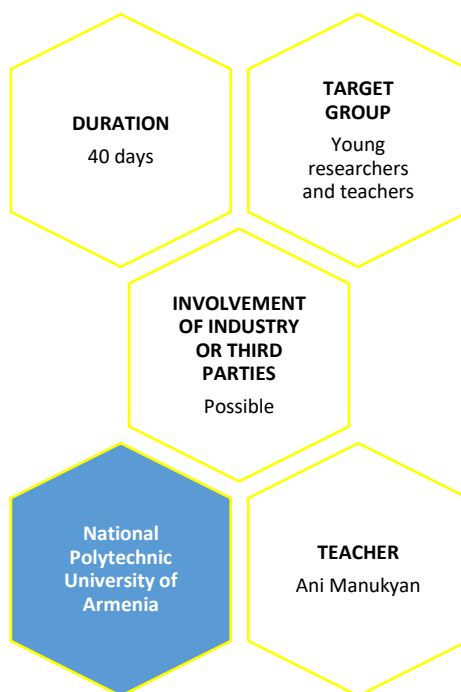 DURATION
40 days
TARGET
GROUP
Young
researchers
and teachers
INVOLVEMENT
OF INDUSTRY
OR THIRD
PARTIES
Possible
National
Polytechnic
University of
Armenia
TEACHER
Ani Manukyan